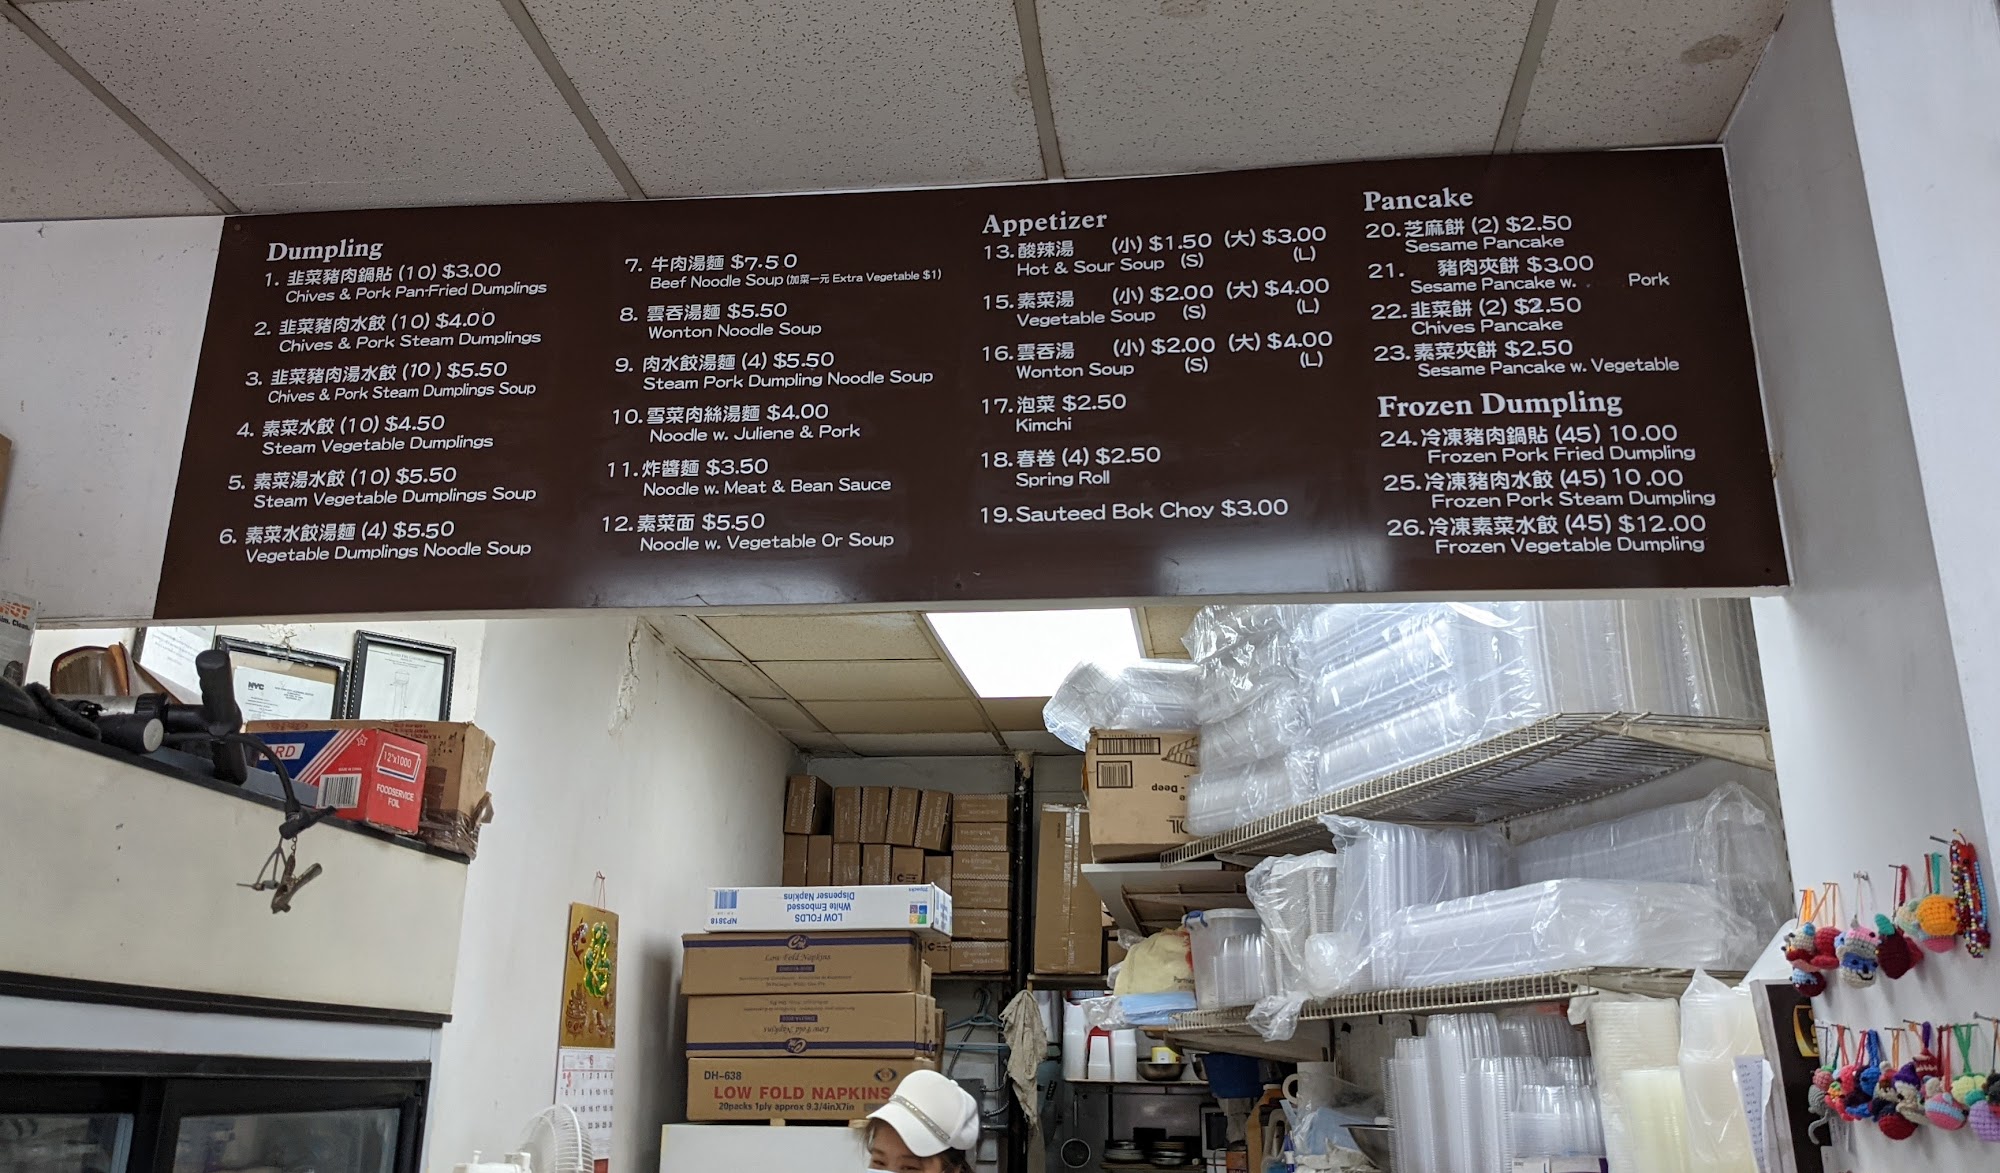 Dumpling
1. 韭菜豬肉鍋貼 (10) $3.00
Chives & Pork Pan-Fried Dumplings
2. 韭菜豬肉水餃 (10) $4.00
Chives & Pork Steam Dumplings
3. 韭菜豬肉湯水餃 (10) $5.50
Chives & Pork Steam Dumplings Soup
4. 素菜水餃 (10) $4.50
Steam Vegetable Dumplings
5. 素菜湯水餃 (10) $5.50
Steam Vegetable Dumplings Soup
6. 素菜水餃湯麵 (4) $5.50
Vegetable Dumplings Noodle Soup
7. 牛肉湯麵 $7.50
Beef Noodle Soup (加菜一元 Extra Vegetable $1)
8. 雲吞湯麵 $5.50
Wonton Noodle Soup
9. 肉水餃湯麵 (4) $5.50
Steam Pork Dumpling Noodle Soup
10. 雪菜肉絲湯麵 $4.00
Noodle w. Juliene & Pork
11. 炸醬麵 $3.50
Noodle w. Meat & Bean Sauce
12. 素菜面 $5.50
Noodle w. Vegetable Or Soup
Appetizer
13. 酸辣湯 (小) $1.50 (大) $3.00
Hot & Sour Soup (S) (L)
15. 素菜湯 (小) $2.00 (大) $4.00
Vegetable Soup (S) (L)
16. 雲吞湯 (小) $2.00 (大) $4.00
Wonton Soup (S) (L)
17. 泡菜 $2.50
Kimchi
18. 春卷 (4) $2.50
Spring Roll
19. Sauteed Bok Choy $3.00
Pancake
20. 芝麻餅 (2) $2.50
Sesame Pancake
21. 豬肉夾餅 $3.00
Sesame Pancake w. Pork
22. 韭菜餅 (2) $2.50
Chives Pancake
23. 素菜夾餅 $2.50
Sesame Pancake w. Vegetable
Frozen Dumpling
24. 冷凍豬肉鍋貼 (45) 10.00
Frozen Pork Fried Dumpling
25. 冷凍豬肉水餃 (45) 10.00
Frozen Pork Steam Dumpling
26. 冷凍素菜水餃 (45) $12.00
Frozen Vegetable Dumpling
NYC
12"x1000
FOODSERVICE
FOIL
Deep
LOW FOLDS
White Embossed
Dispenser Napkins
NP3818
Low Fold Napkins
Low Fold Napkins
DH-638
LOW FOLD NAPKINS
20packs 1ply approx 9.3/4inX7in